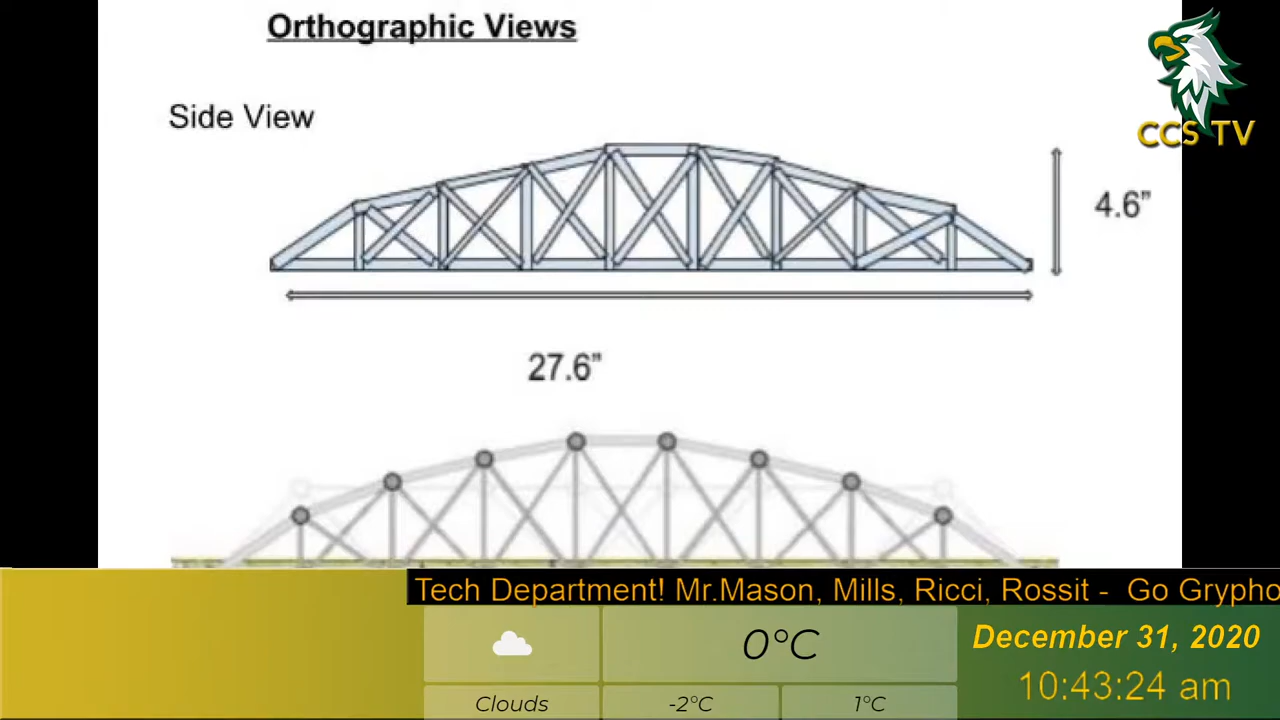 Orthographic Views
CCS TV
Side View
4.6”
27.6”
Tech Department! Mr.Mason, Mills, Ricci, Rossit -  Go Grypho
0°C
December 31, 2020
10:43:24 am
Clouds
-2°C
1°C